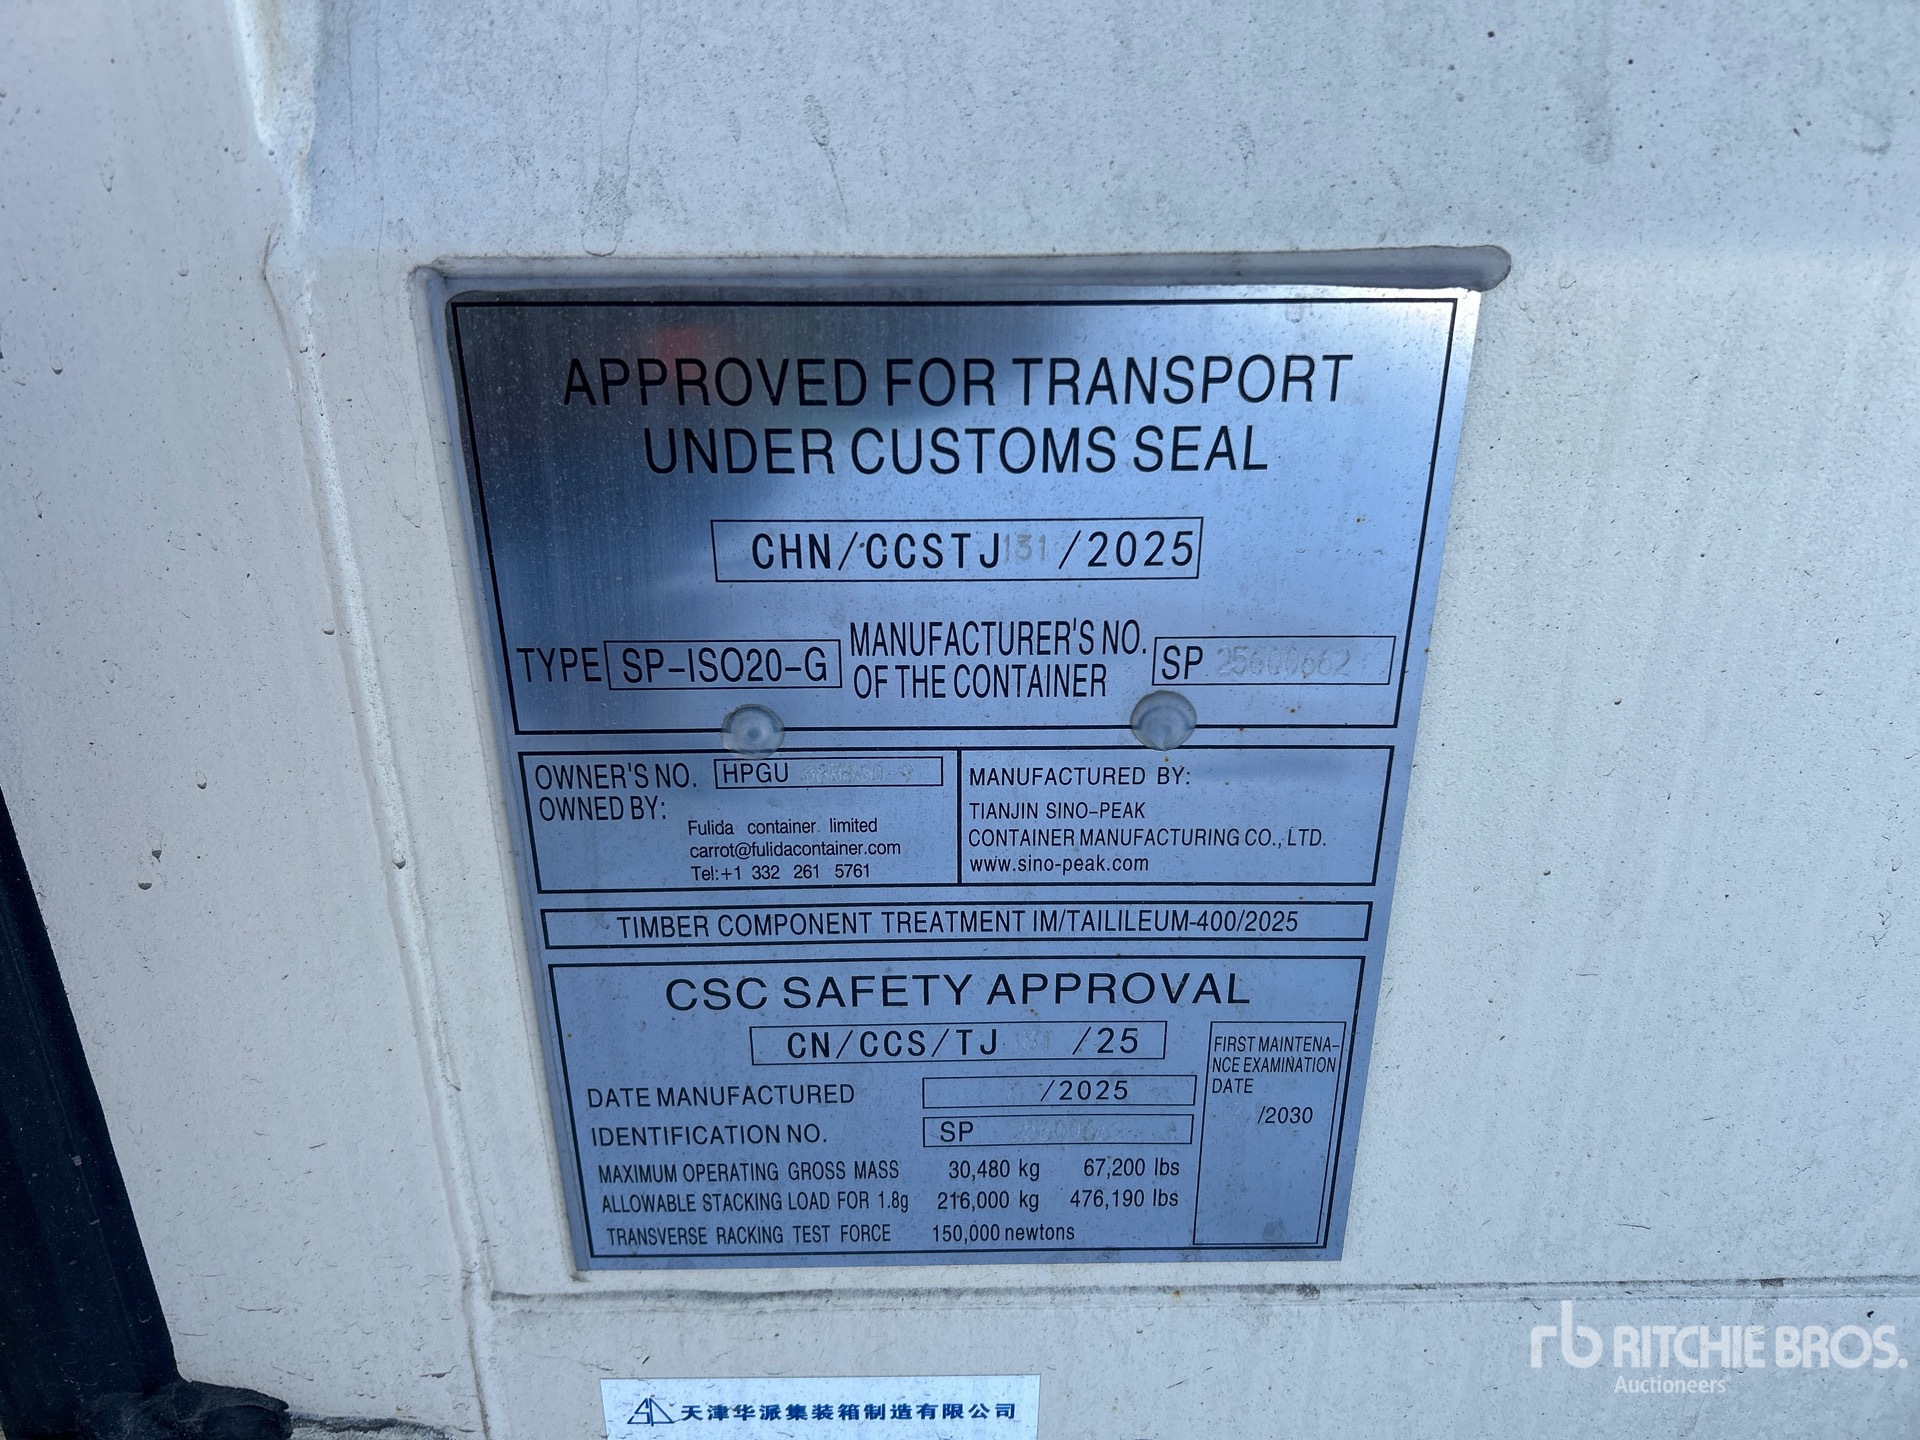 APPROVED FOR TRANSPORT
UNDER CUSTOMS SEAL
CHN/CCSTJ 131 /2025
TYPE SP-ISO20-G
MANUFACTURER'S NO.
OF THE CONTAINER
SP 25600662
OWNER'S NO. HPGU
OWNED BY:
Fulida container limited
carrot@fulidacontainer.com
Tel:+1 332 261 5761
MANUFACTURED BY:
TIANJIN SINO-PEAK
CONTAINER MANUFACTURING CO., LTD.
www.sino-peak.com
TIMBER COMPONENT TREATMENT IM/TAILILEUM-400/2025
CSC SAFETY APPROVAL
CN/CCS/TJ 131 /25
DATE MANUFACTURED /2025
IDENTIFICATION NO. SP
MAXIMUM OPERATING GROSS MASS 30,480 kg 67,200 lbs
ALLOWABLE STACKING LOAD FOR 1.8g 216,000 kg 476,190 lbs
TRANSVERSE RACKING TEST FORCE 150,000 newtons
FIRST MAINTENA-
NCE EXAMINATION
DATE
/2030
天津华派集装箱制造有限公司
rb RITCHIE BROS.
Auctioneers